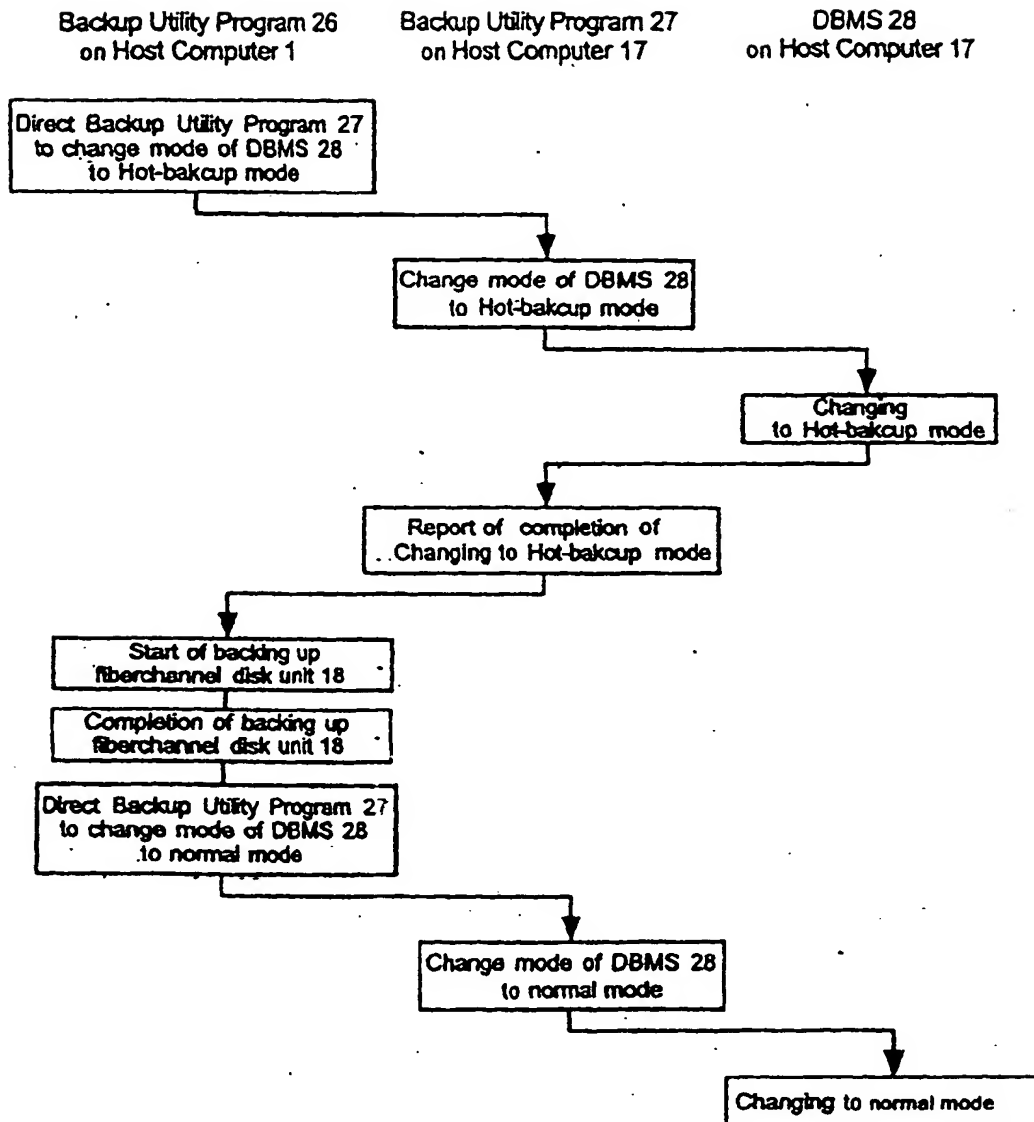 Backup Utility Program 26
on Host Computer 1
Backup Utility Program 27
on Host Computer 17
DBMS 28
on Host Computer 17
Direct Backup Utility Program 27
to change mode of DBMS 28
to Hot-bakcup mode
Change mode of DBMS 28
to Hot-bakcup mode
Changing
to Hot-bakcup mode
Report of completion of
Changing to Hot-bakcup mode
Start of backing up
fiberchannel disk unit 18
Completion of backing up
fiberchannel disk unit 18
Direct Backup Utility Program 27
to change mode of DBMS 28
to normal mode
Change mode of DBMS 28
to normal mode
Changing to normal mode